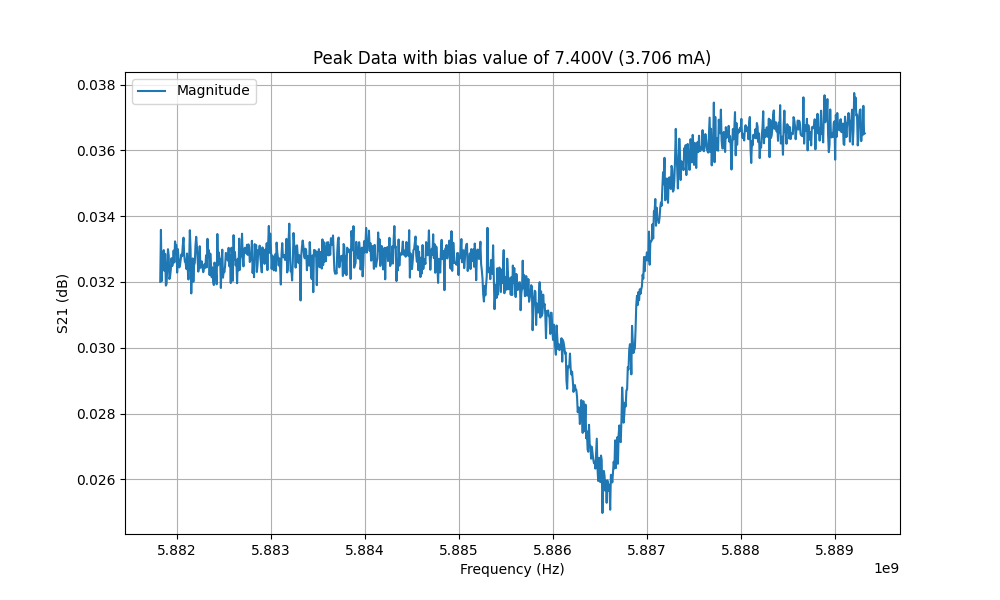 Peak Data with bias value of 7.400V (3.706 mA)
Magnitude
S21 (dB)
0.038
0.036
0.034
0.032
0.030
0.028
0.026
5.882 5.883 5.884 5.885 5.886 5.887 5.888 5.889
1e9
Frequency (Hz)